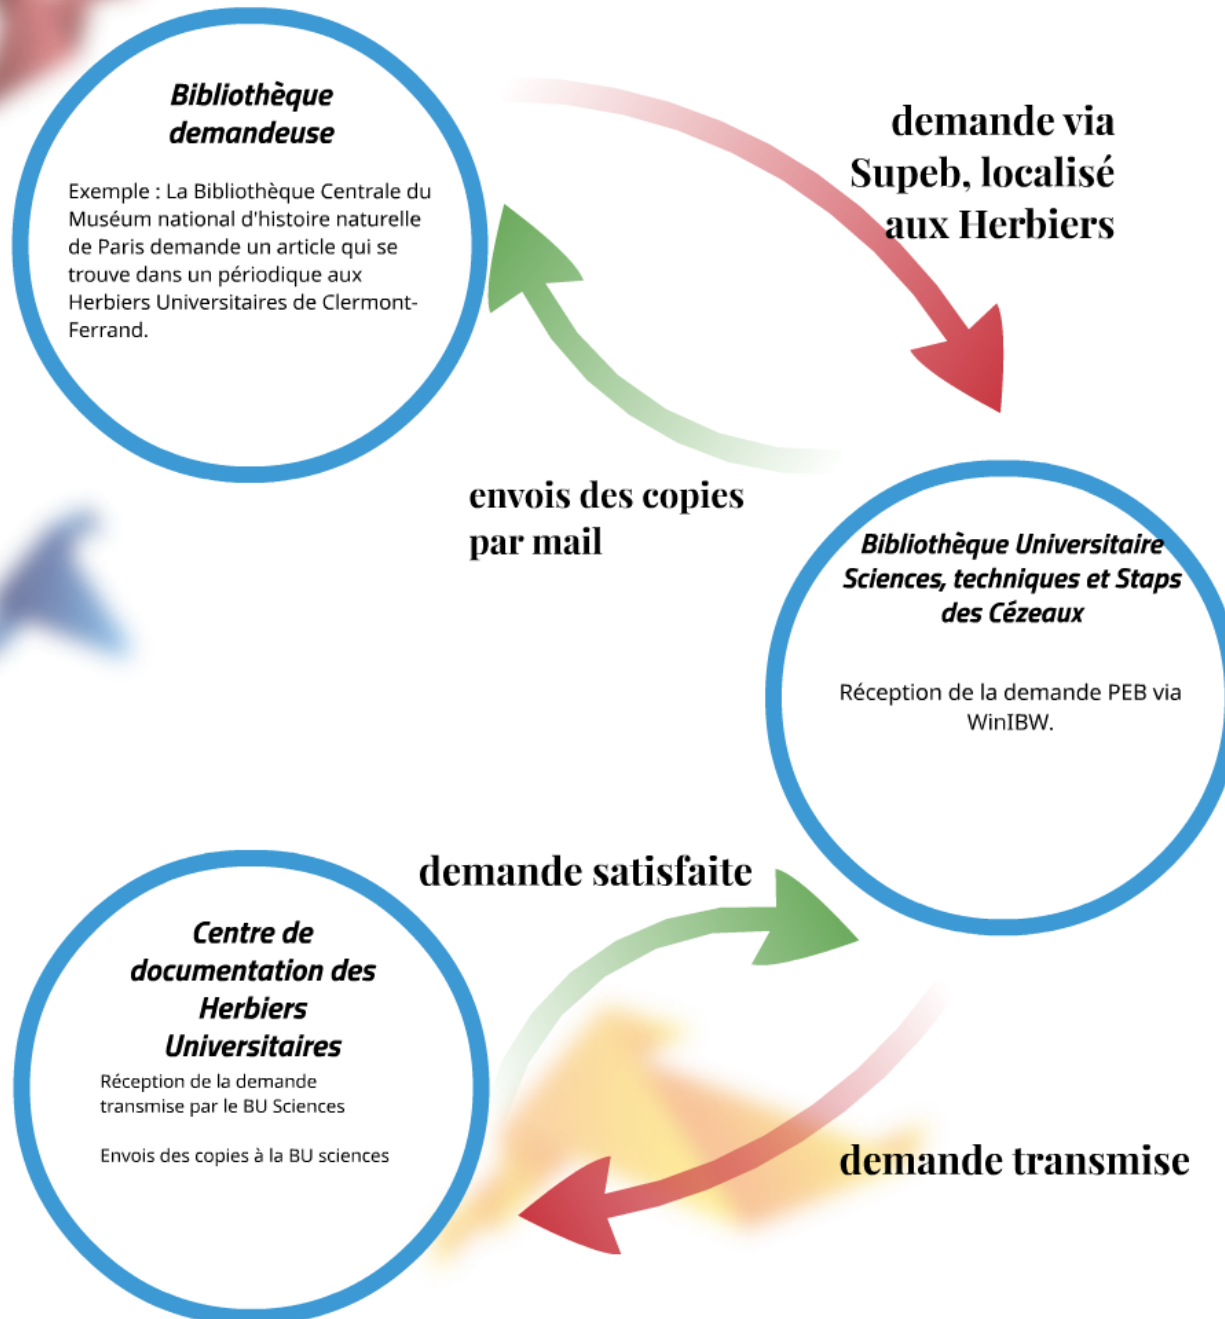 Bibliothèque
demandeuse
Exemple : La Bibliothèque Centrale du
Muséum national d'histoire naturelle
de Paris demande un article qui se
trouve dans un périodique aux
Herbiers Universitaires de Clermont-
Ferrand.
demande via
Supeb, localisé
aux Herbiers
envois des copies
par mail
Bibliothèque Universitaire
Sciences, techniques et Staps
des Cézeaux
Réception de la demande PEB via
WinIBW.
demande satisfaite
Centre de
documentation des
Herbiers
Universitaires
Réception de la demande
transmise par le BU Sciences
Envois des copies à la BU sciences
demande transmise